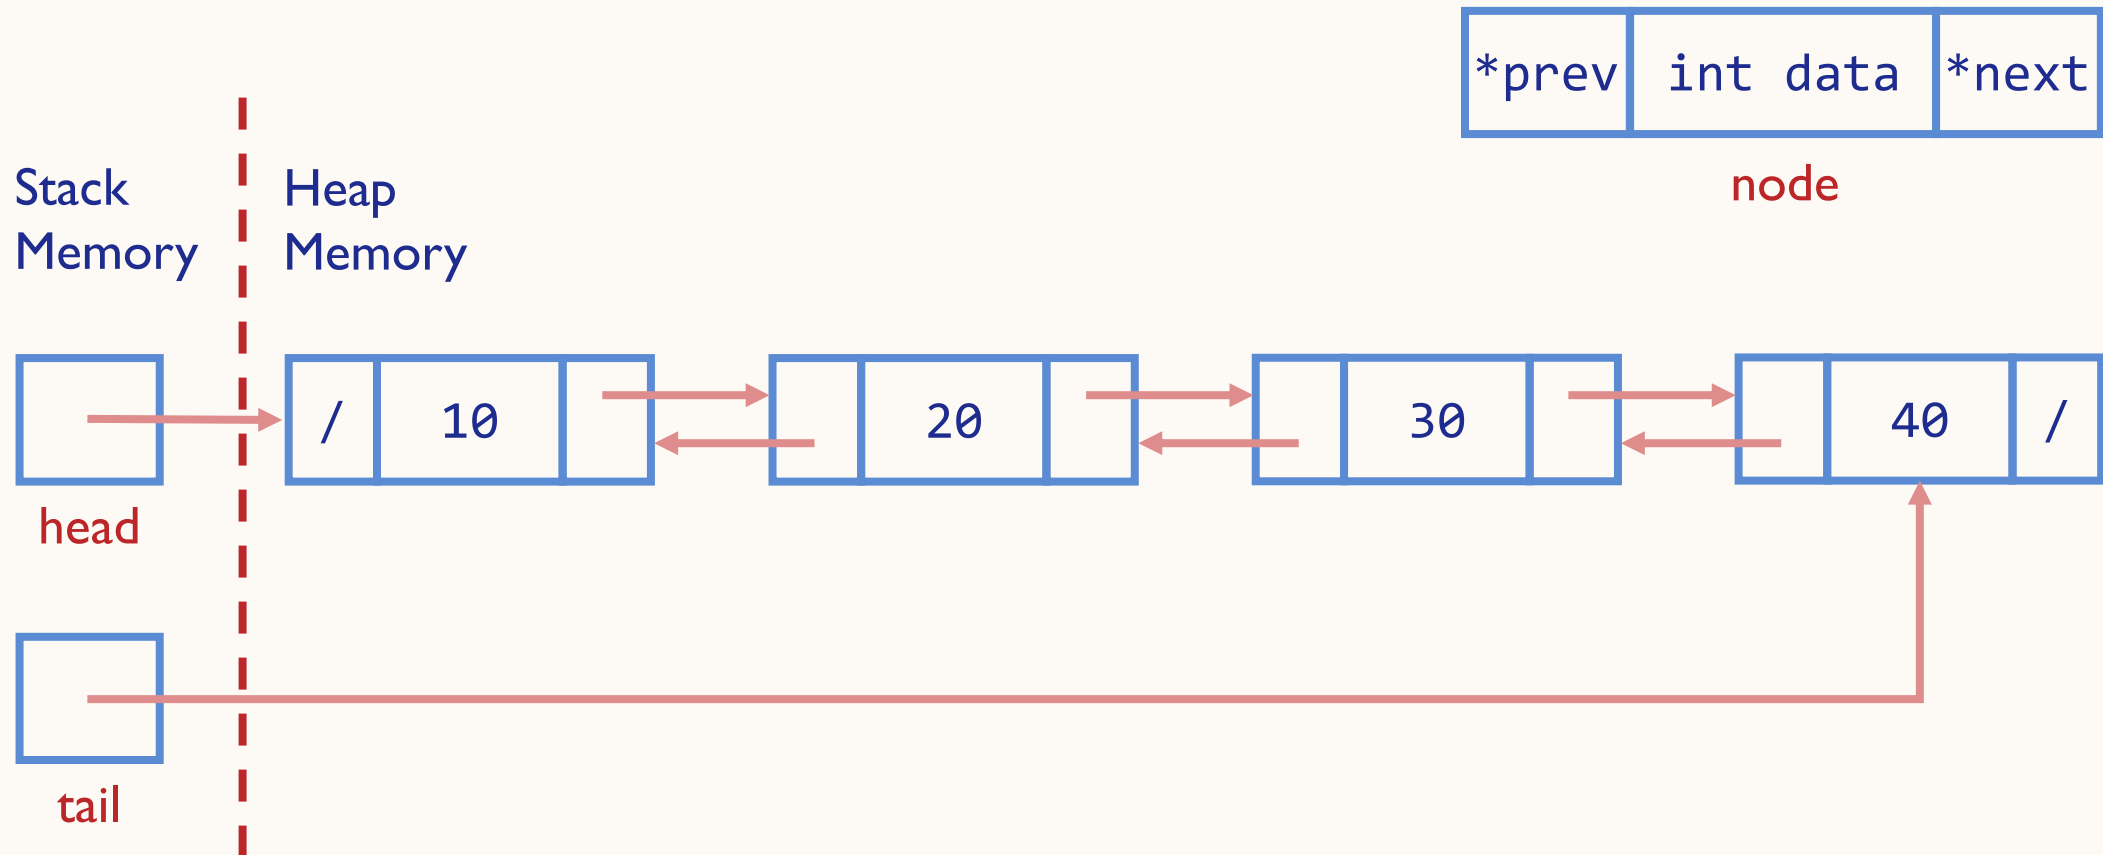 *prev int data *next
node
Stack
Memory
Heap
Memory
/ 10 20 30 40 /
head
tail